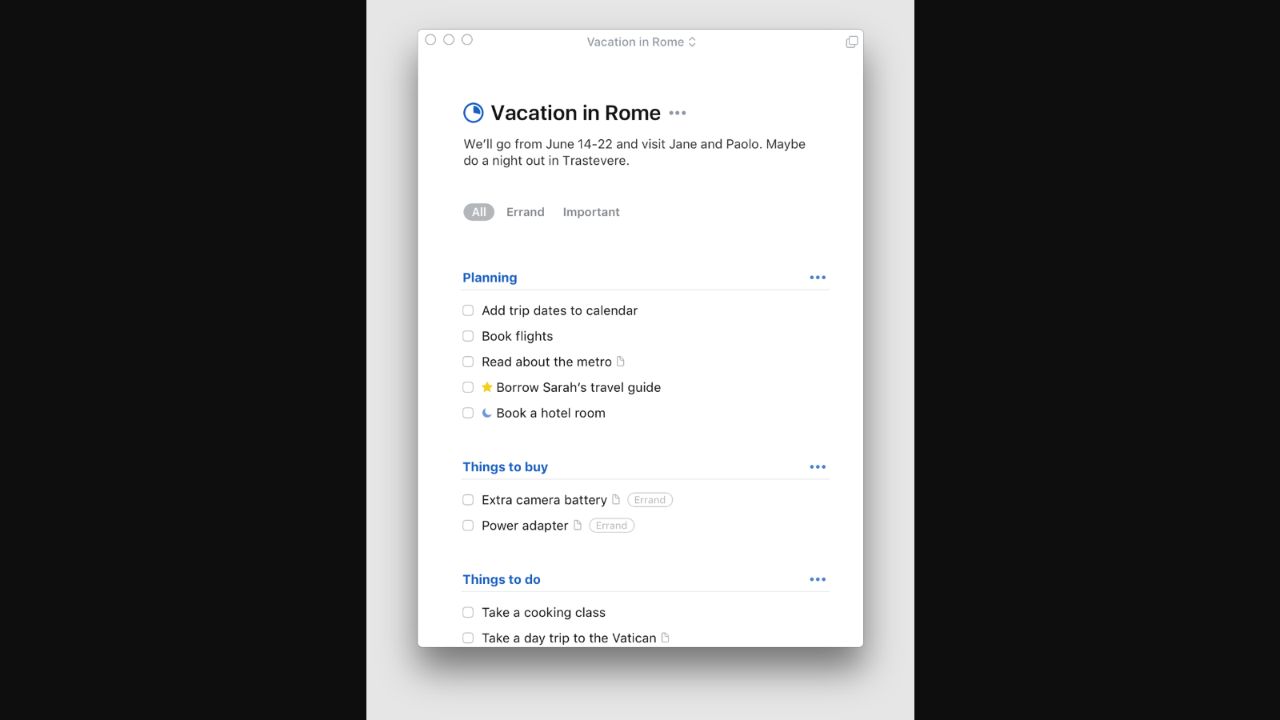 Vacation in Rome
Vacation in Rome
We'll go from June 14-22 and visit Jane and Paolo. Maybe
do a night out in Trastevere.
All Errand Important
Planning
Add trip dates to calendar
Book flights
Read about the metro
Borrow Sarah's travel guide
Book a hotel room
Things to buy
Extra camera battery Errand
Power adapter Errand
Things to do
Take a cooking class
Take a day trip to the Vatican